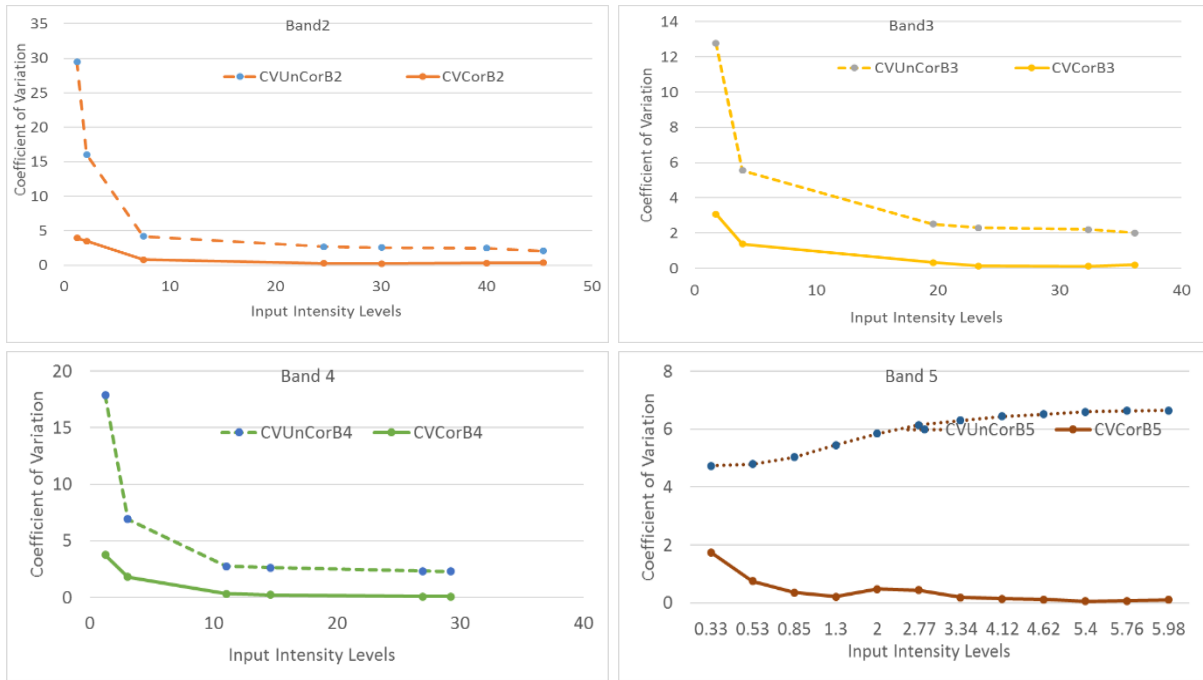 Band2
35
30
25
20
15
10
5
0
Coefficient of Variation
CVUnCorB2 CVCorB2
0 10 20 30 40 50
Input Intensity Levels
Band3
14
12
10
8
6
4
2
0
Coefficient of Variation
CVUnCorB3 CVCorB3
0 10 20 30 40
Input Intensity Levels
Band 4
20
15
10
5
0
Coefficient of Variation
CVUnCorB4 CVCorB4
0 10 20 30 40
Input Intensity Levels
Band 5
8
6
4
2
0
Coefficient of Variation
CVUnCorB5 CVCorB5
0.33 0.53 0.85 1.3 2 2.77 3.34 4.12 4.62 5.4 5.76 5.98
Input Intensity Levels